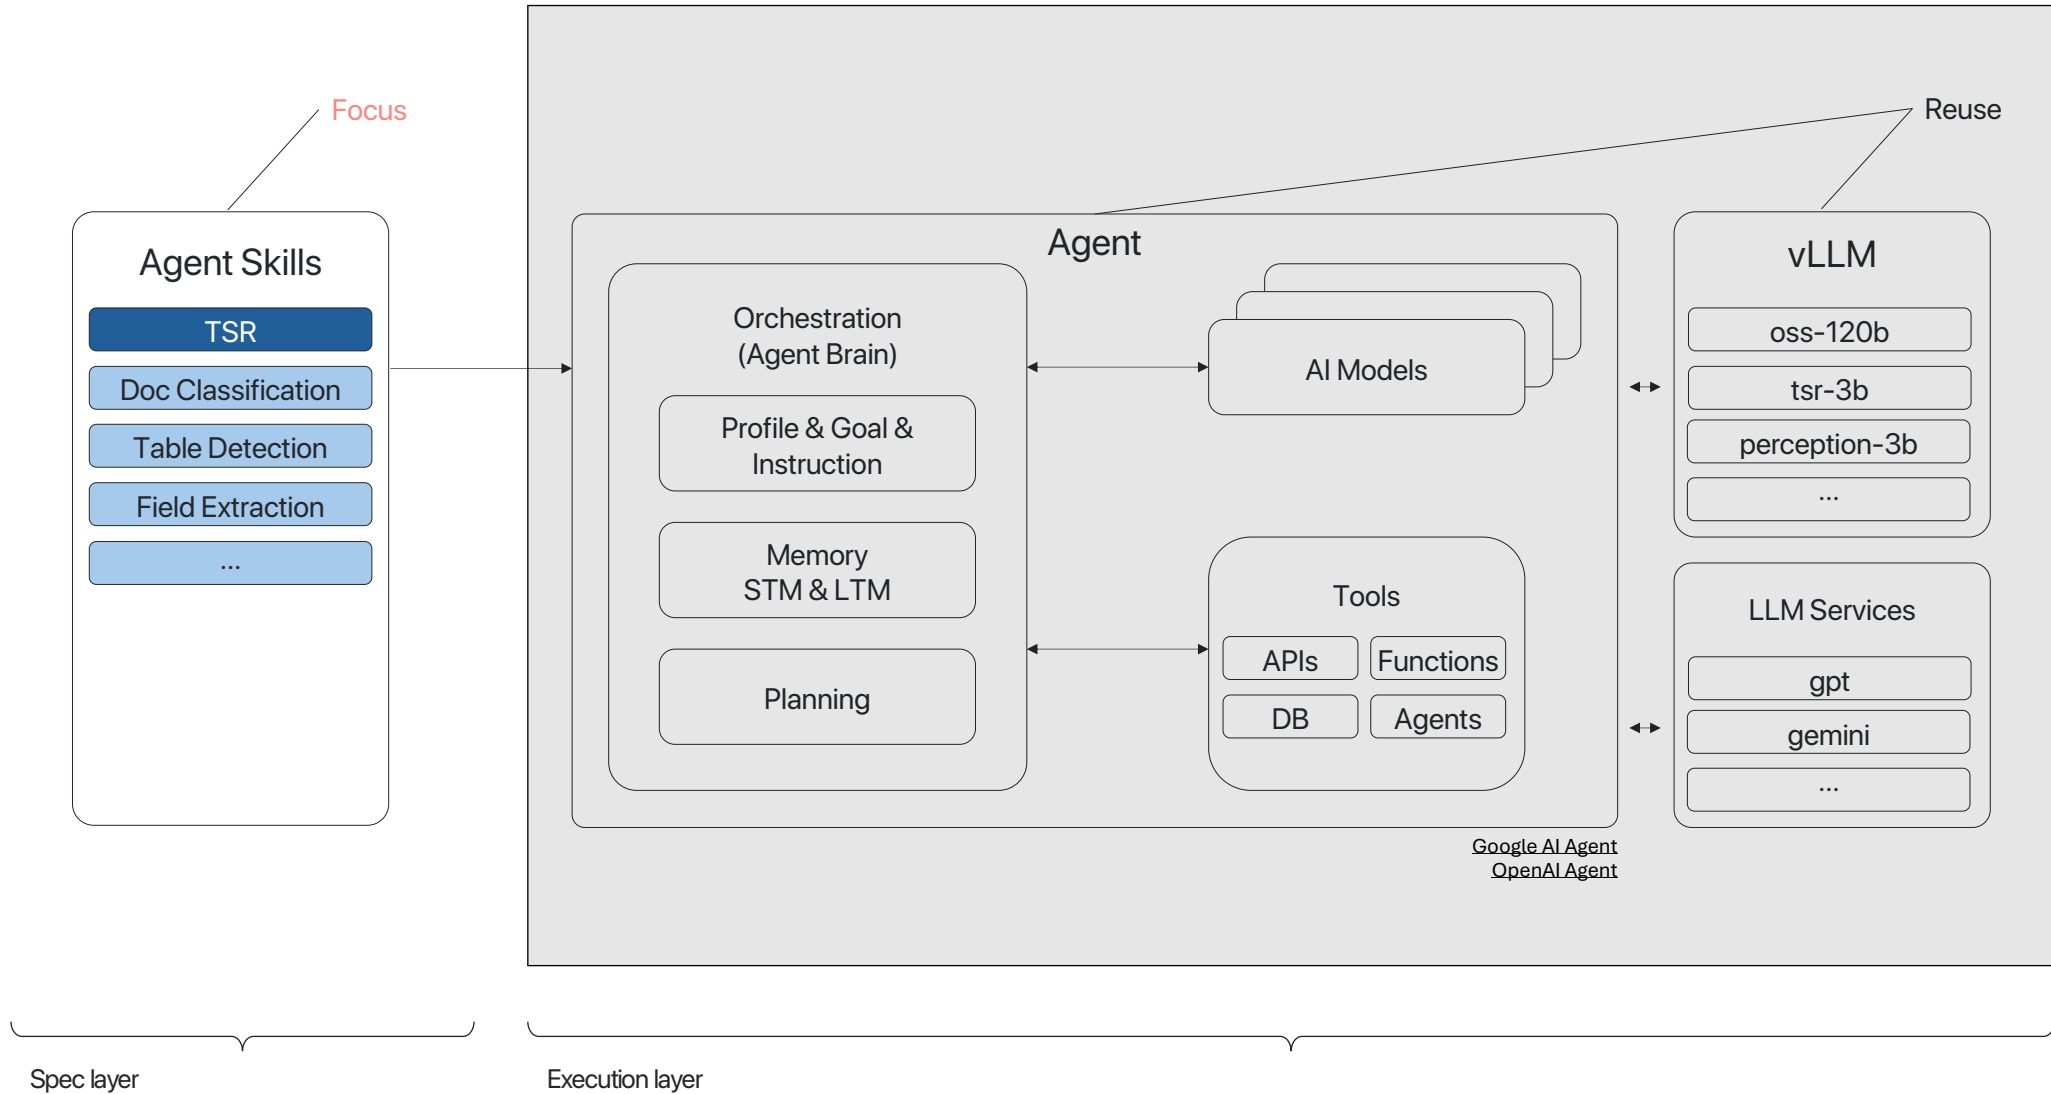 Focus
Reuse
Agent Skills
TSR
Doc Classification
Table Detection
Field Extraction
...
Agent
Orchestration
(Agent Brain)
Profile & Goal &
Instruction
Memory
STM & LTM
Planning
AI Models
Tools
APIs
Functions
DB
Agents
vLLM
oss-120b
tsr-3b
perception-3b
...
LLM Services
gpt
gemini
...
Google AI Agent
OpenAI Agent
Spec layer
Execution layer